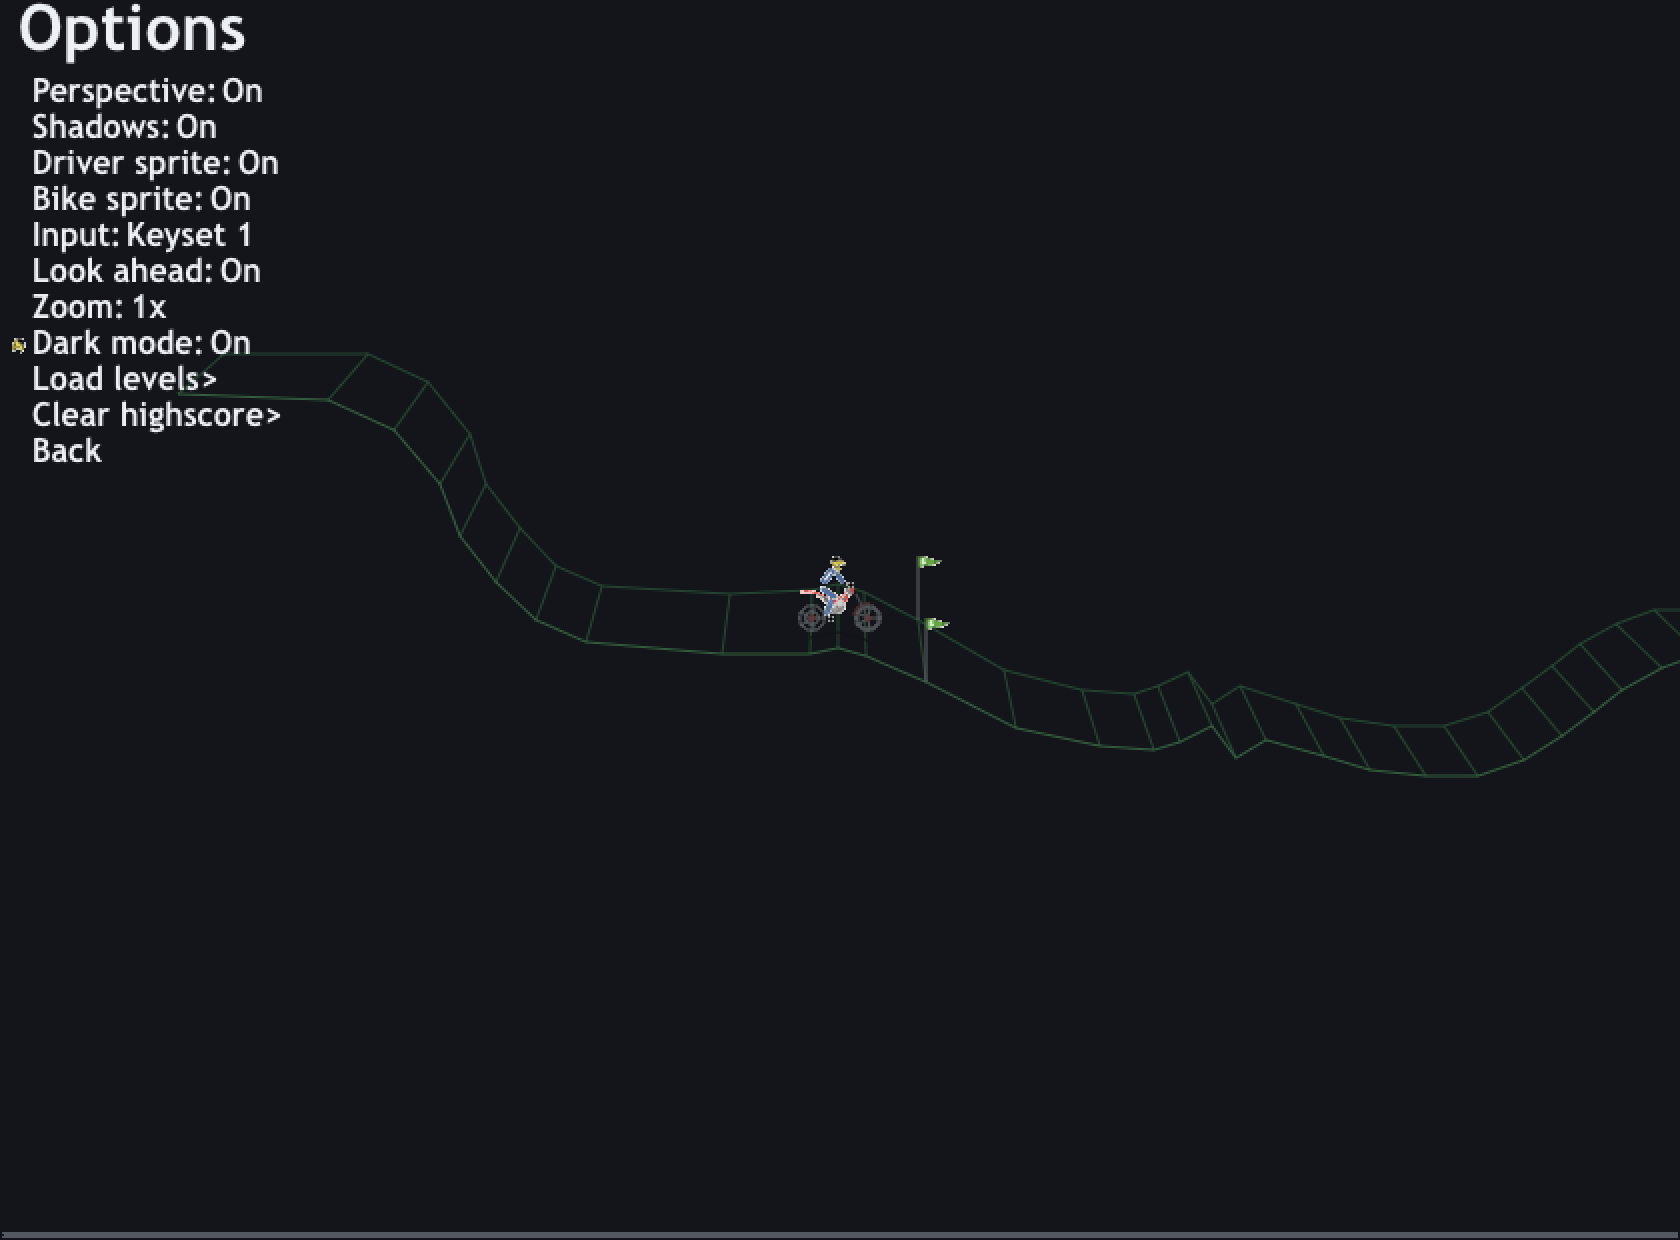 Options
Perspective: On
Shadows: On
Driver sprite: On
Bike sprite: On
Input: Keyset 1
Look ahead: On
Zoom: 1x
Dark mode: On
Load levels>
Clear highscore>
Back